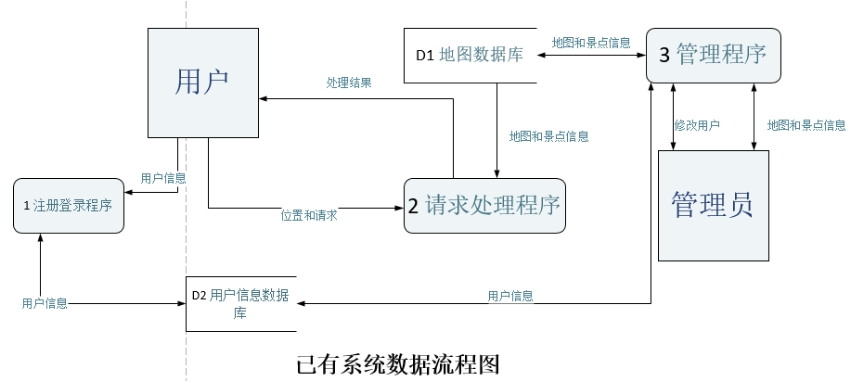 用户
D1 地图数据库
地图和景点信息
3 管理程序
处理结果
地图和景点信息
修改用户
地图和景点信息
用户信息
1 注册登录程序
位置和请求
2 请求处理程序
管理员
用户信息
D2 用户信息数据
库
用户信息
已有系统数据流程图